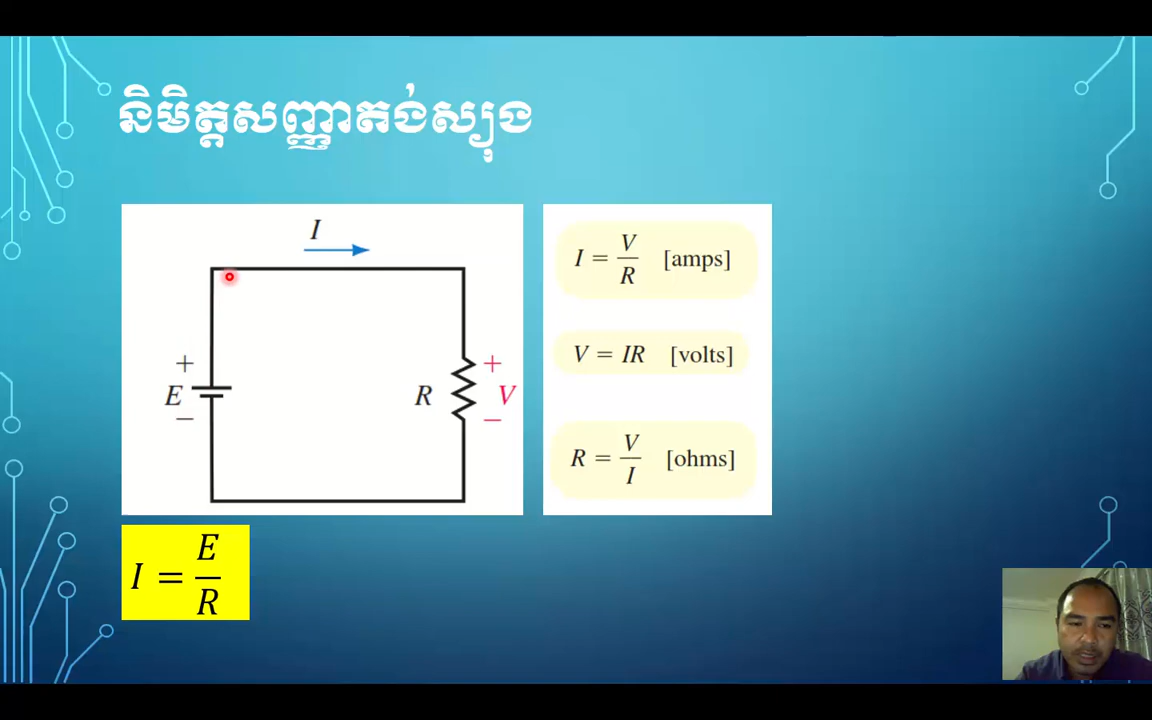 និមិត្តសញ្ញាតង់ស្យុង
I
+
E
−
R
+
V
−
I = V/R [amps]
V = IR [volts]
R = V/I [ohms]
I = E/R